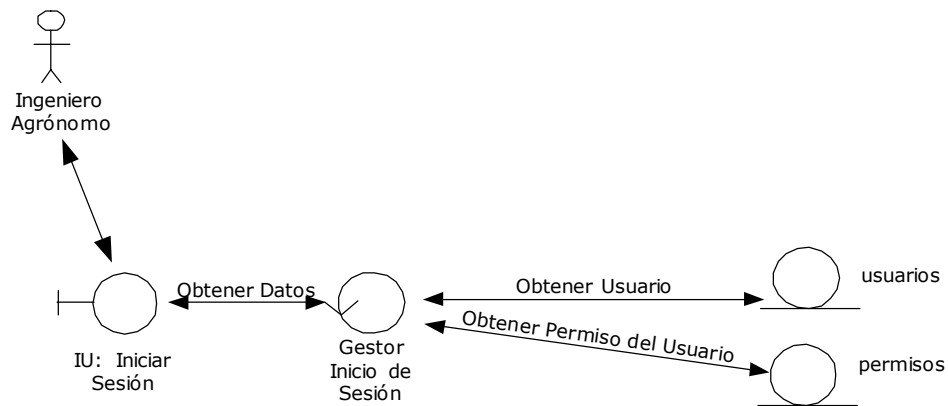 Ingeniero
Agrónomo
Obtener Datos
Obtener Usuario
usuarios
Obtener Permiso del Usuario
permisos
IU: Iniciar
Sesión
Gestor
Inicio de
Sesión